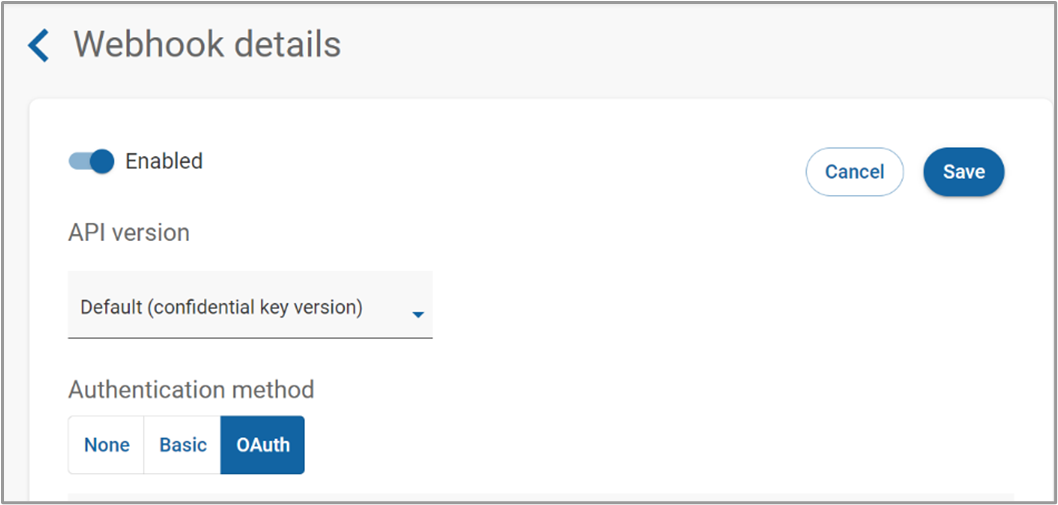 Webhook details
Enabled
Cancel
Save
API version
Default (confidential key version)
Authentication method
None
Basic
OAuth